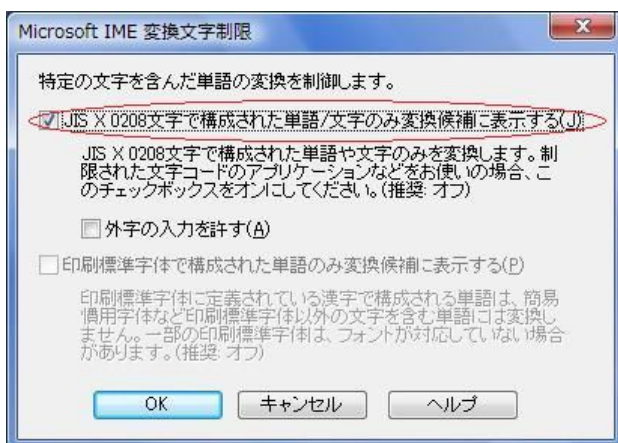 Microsoft IME 変換文字制限
特定の文字を含んだ単語の変換を制御します。
JIS X 0208文字で構成された単語/文字のみ変換候補に表示する(J)
JIS X 0208文字で構成された単語や文字のみを変換します。制
限された文字コードのアプリケーションなどをお使いの場合、こ
のチェックボックスをオンにしてください。(推奨: オフ)
外字の入力を許す(A)
印刷標準字体で構成された単語のみ変換候補に表示する(P)
印刷標準字体に定義されている漢字で構成される単語は、簡易
慣用字体など印刷標準字体以外の文字を含む単語には変換し
ません。一部の印刷標準字体は、フォントが対応していない場合
があります。(推奨: オフ)
OK
キャンセル
ヘルプ